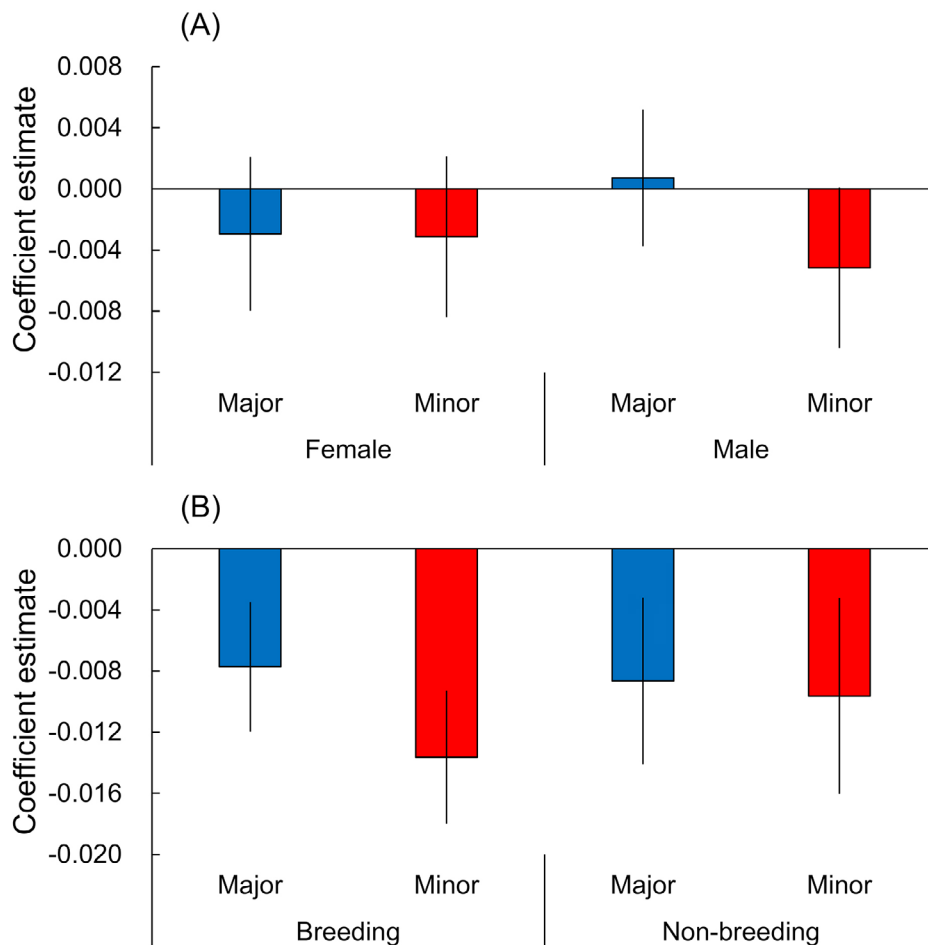 (A)
0.008
0.004
0.000
-0.004
-0.008
-0.012
Coefficient estimate
Major Minor Major Minor
Female Male
(B)
0.000
-0.004
-0.008
-0.012
-0.016
-0.020
Coefficient estimate
Major Minor Major Minor
Breeding Non-breeding